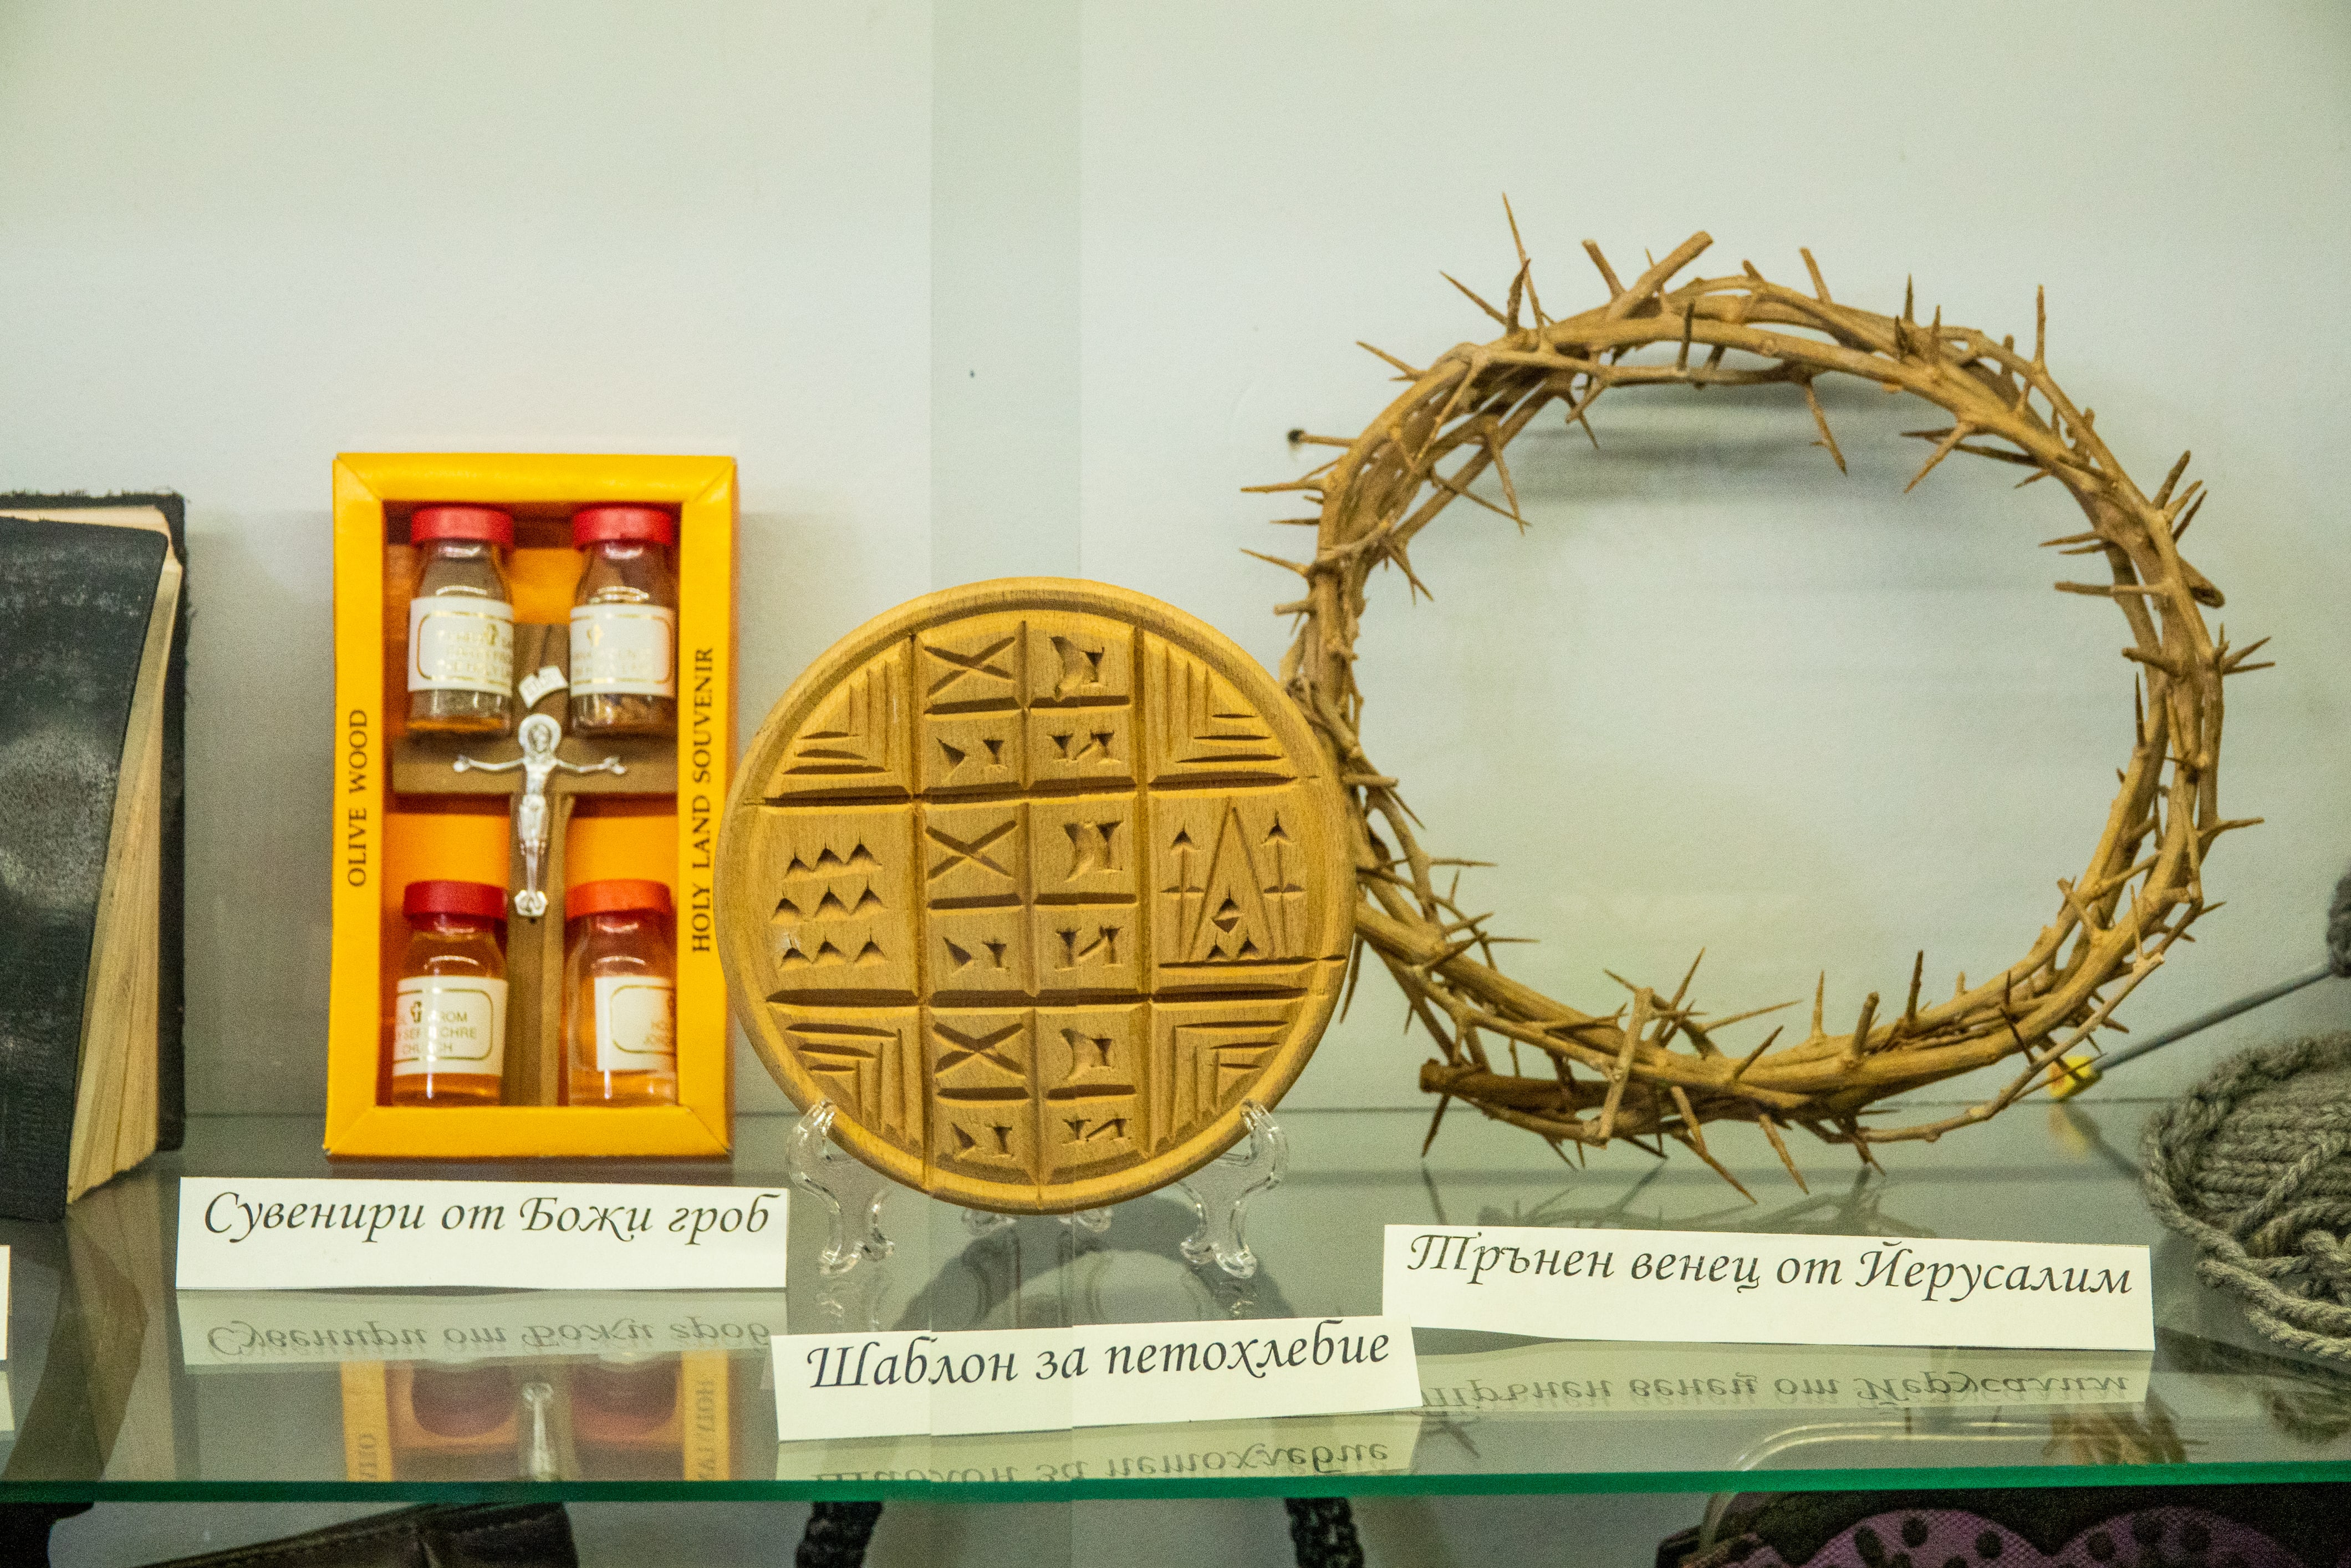 OLIVE WOOD
HOLY LAND SOUVENIR
Сувенири от Божи гроб
Шаблон за петохлебие
Трънен венец от Йерусалим